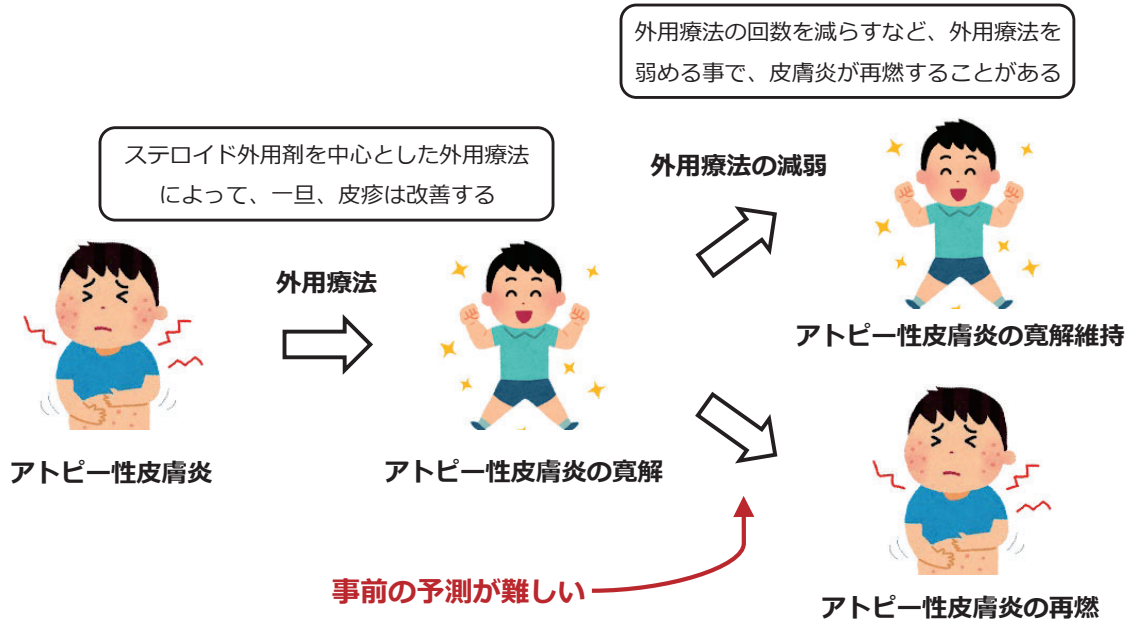 外用療法の回数を減らすなど、外用療法を
弱める事で、皮膚炎が再燃することがある
ステロイド外用剤を中心とした外用療法
によって、一旦、皮疹は改善する
外用療法の減弱
外用療法
アトピー性皮膚炎の寛解維持
アトピー性皮膚炎
アトピー性皮膚炎の寛解
事前の予測が難しい
アトピー性皮膚炎の再燃